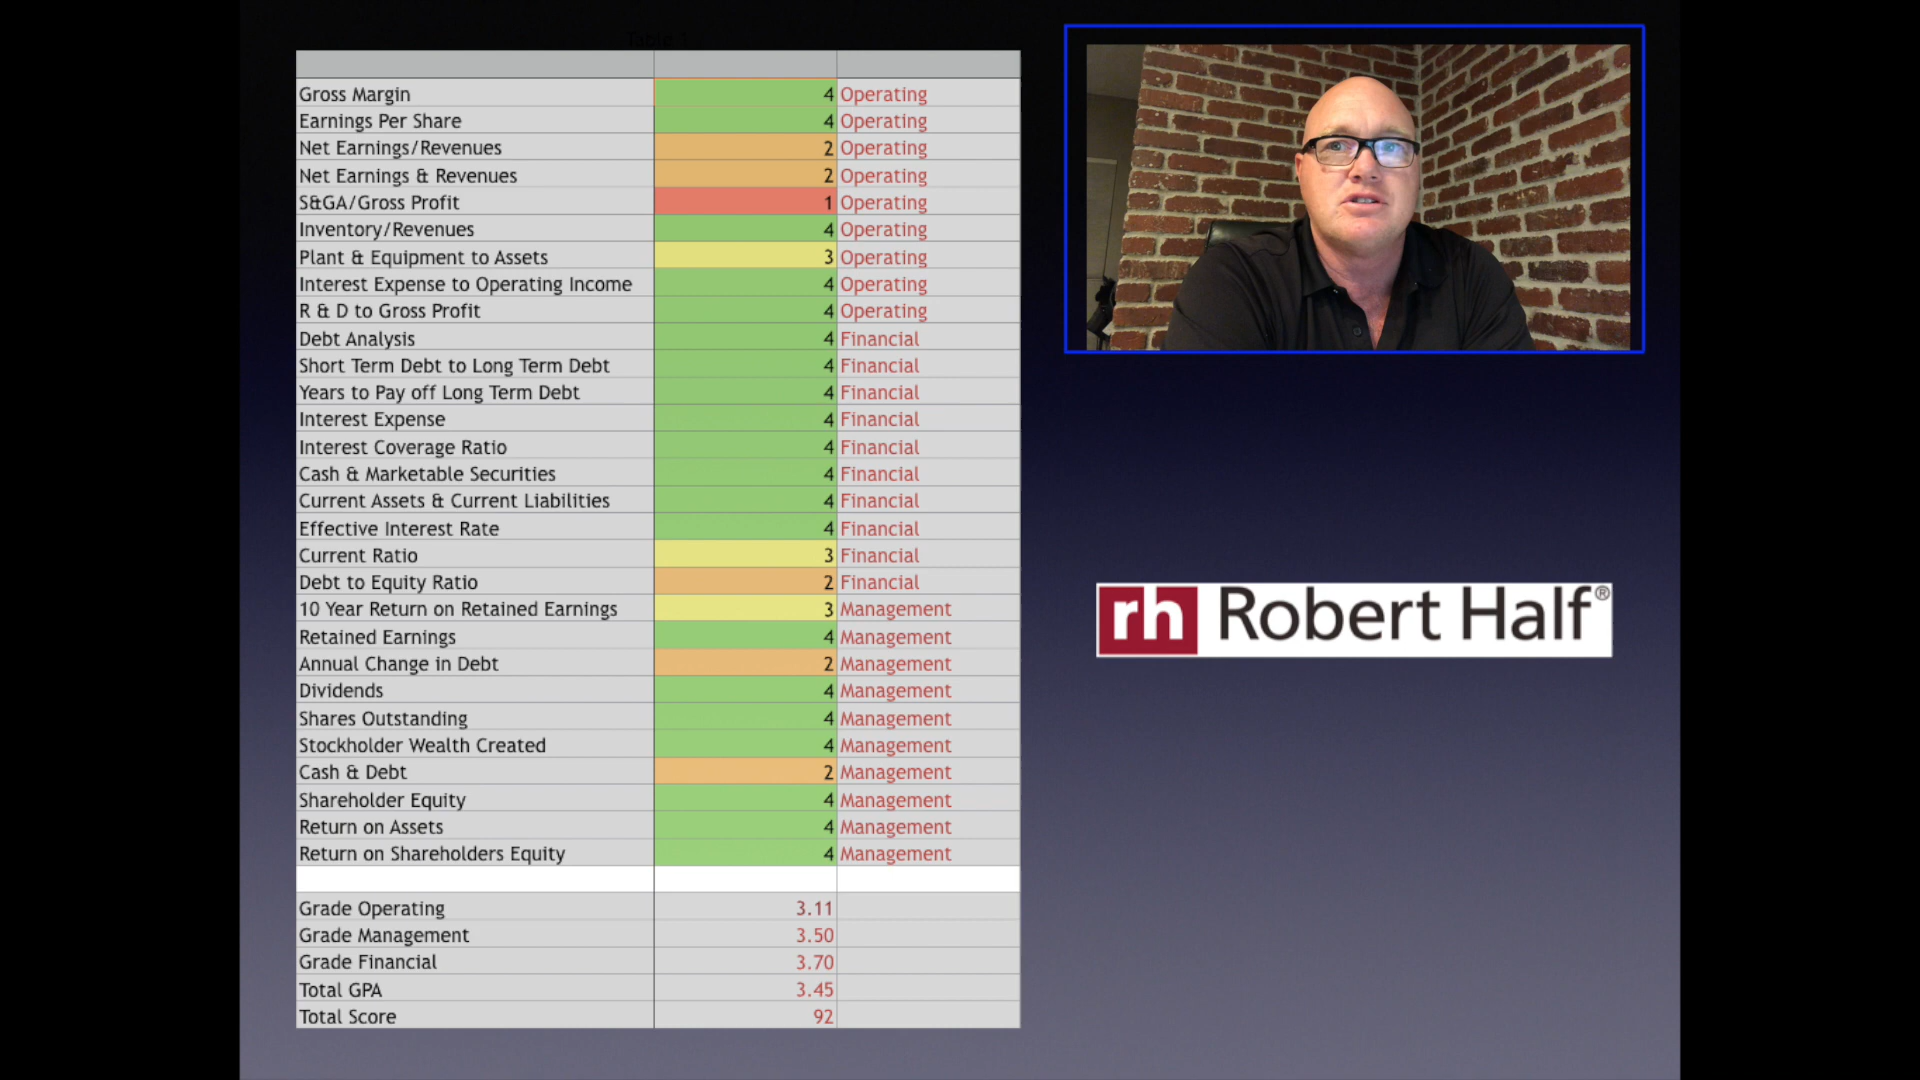 Table 1
Gross Margin 4 Operating
Earnings Per Share 4 Operating
Net Earnings/Revenues 2 Operating
Net Earnings & Revenues 2 Operating
S&GA/Gross Profit 1 Operating
Inventory/Revenues 4 Operating
Plant & Equipment to Assets 3 Operating
Interest Expense to Operating Income 4 Operating
R & D to Gross Profit 4 Operating
Debt Analysis 4 Financial
Short Term Debt to Long Term Debt 4 Financial
Years to Pay off Long Term Debt 4 Financial
Interest Expense 4 Financial
Interest Coverage Ratio 4 Financial
Cash & Marketable Securities 4 Financial
Current Assets & Current Liabilities 4 Financial
Effective Interest Rate 4 Financial
Current Ratio 3 Financial
Debt to Equity Ratio 2 Financial
10 Year Return on Retained Earnings 3 Management
Retained Earnings 4 Management
Annual Change in Debt 2 Management
Dividends 4 Management
Shares Outstanding 4 Management
Stockholder Wealth Created 4 Management
Cash & Debt 2 Management
Shareholder Equity 4 Management
Return on Assets 4 Management
Return on Shareholders Equity 4 Management
Grade Operating 3.11
Grade Management 3.50
Grade Financial 3.70
Total GPA 3.45
Total Score 92
rh Robert Half®